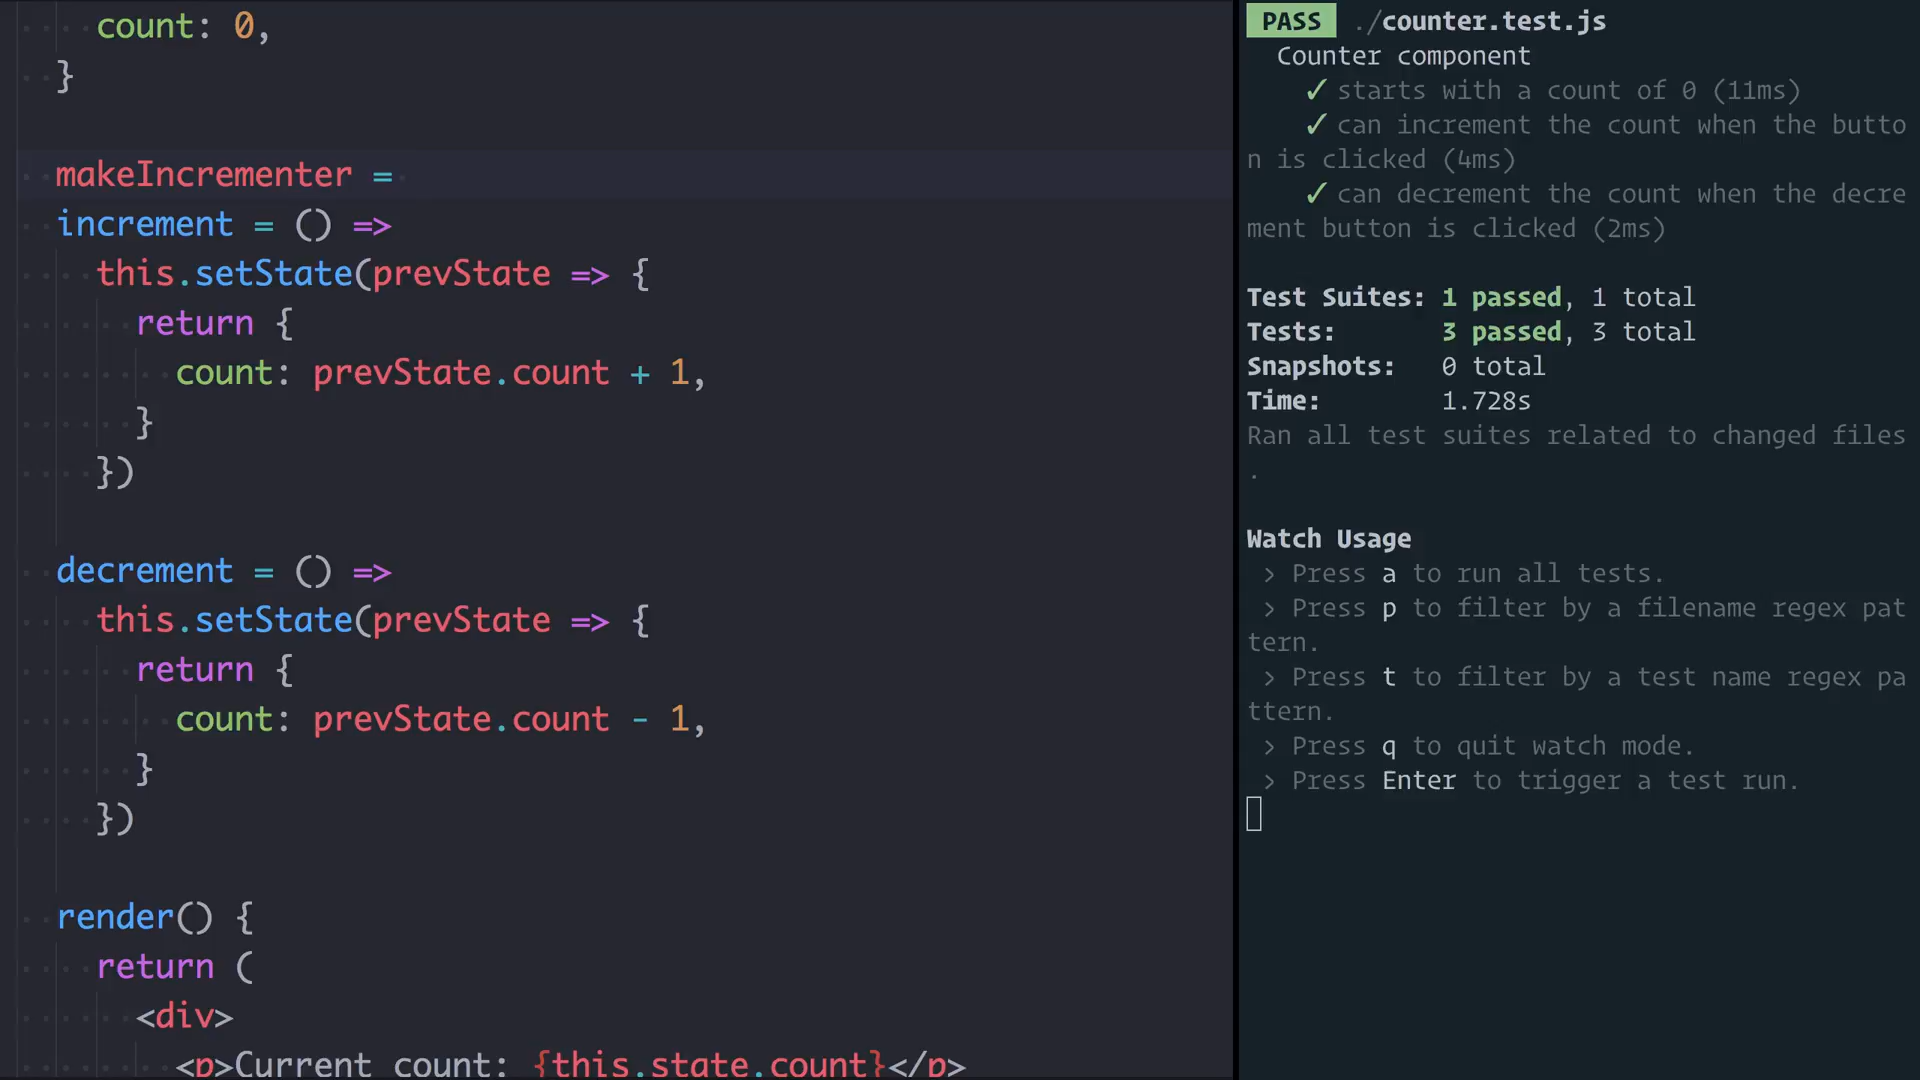 count: 0,
}
makeIncrementer =
increment = () =>
this.setState(prevState => {
return {
count: prevState.count + 1,
}
})
decrement = () =>
this.setState(prevState => {
return {
count: prevState.count - 1,
}
})
render() {
return (
<div>
<p>Current count: {this.state.count}</p>
PASS ./counter.test.js
Counter component
✓ starts with a count of 0 (11ms)
✓ can increment the count when the butto
n is clicked (4ms)
✓ can decrement the count when the decre
ment button is clicked (2ms)
Test Suites: 1 passed, 1 total
Tests: 3 passed, 3 total
Snapshots: 0 total
Time: 1.728s
Ran all test suites related to changed files
.
Watch Usage
› Press a to run all tests.
› Press p to filter by a filename regex pat
tern.
› Press t to filter by a test name regex pa
ttern.
› Press q to quit watch mode.
› Press Enter to trigger a test run.